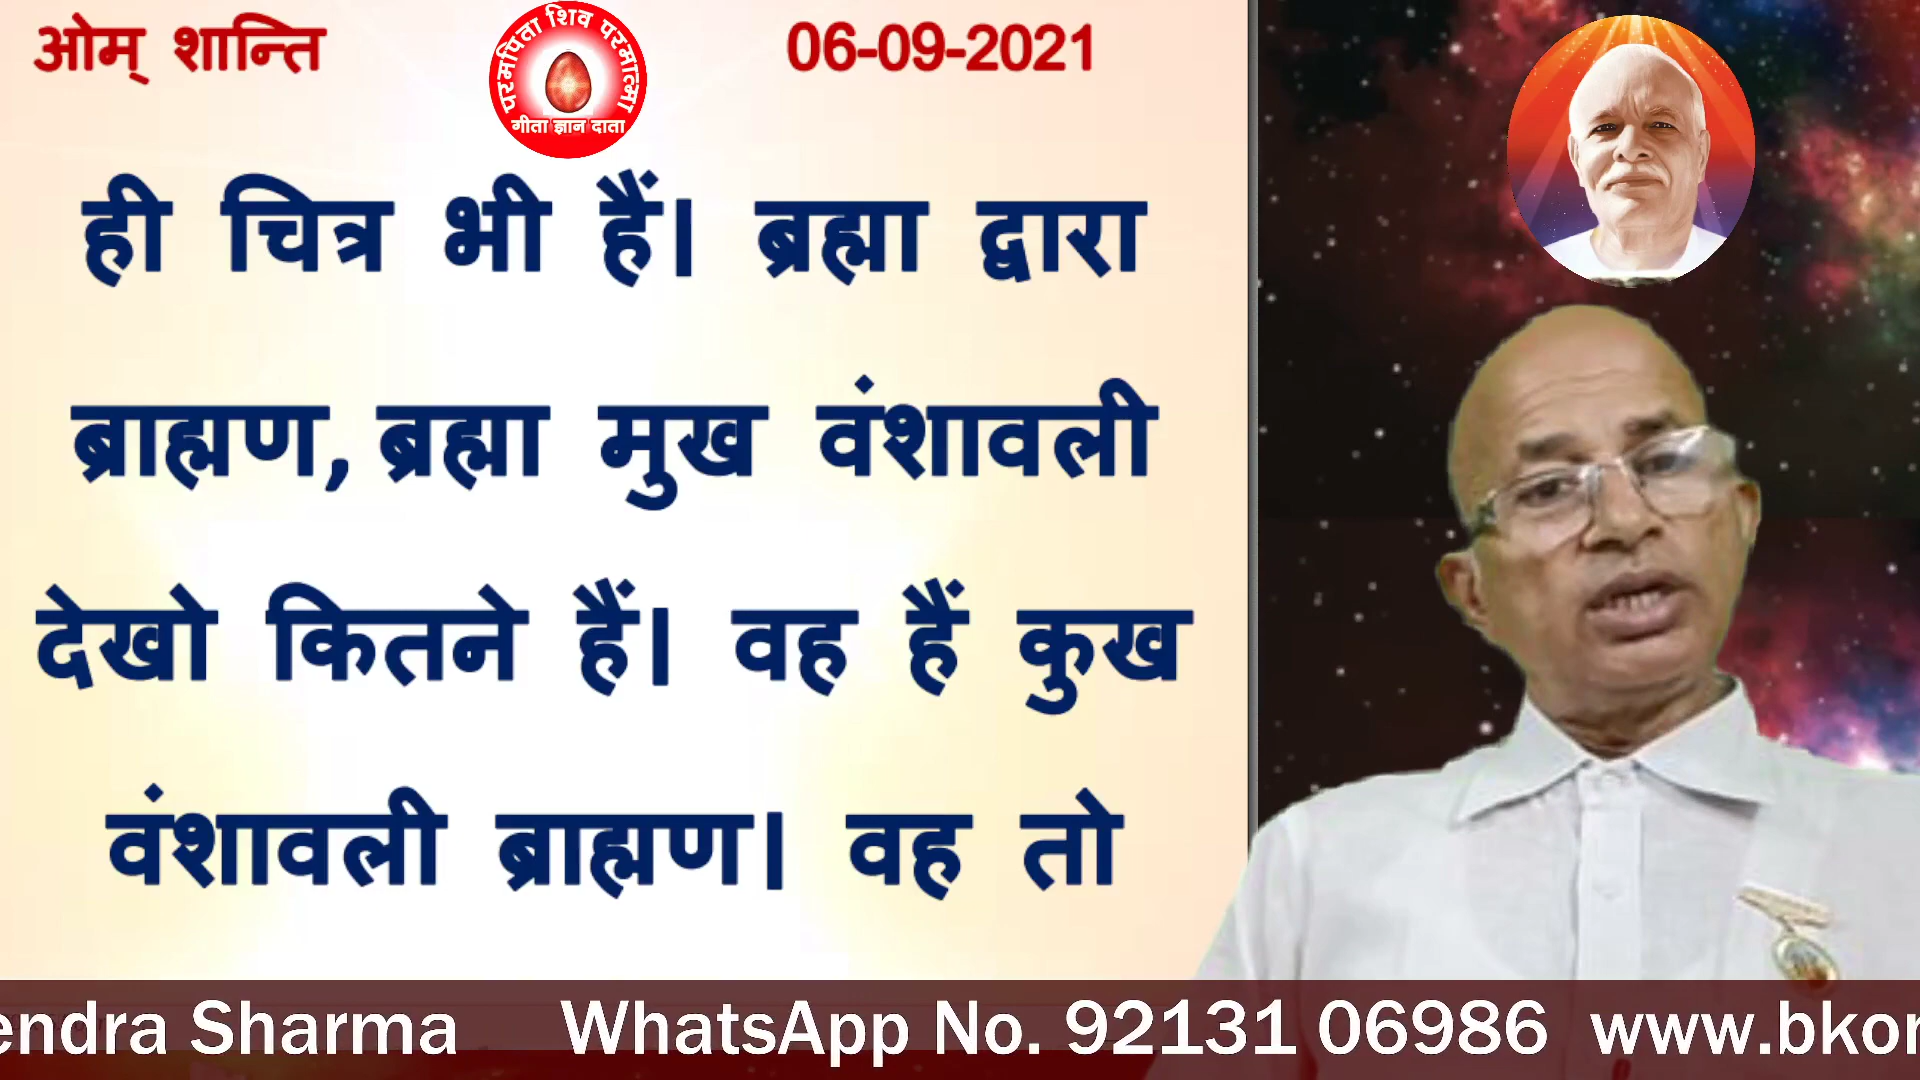 ओम् शान्ति
परमपिता शिव परमात्मा
गीता ज्ञान दाता
06-09-2021
ही चित्र भी हैं। ब्रह्मा द्वारा
ब्राह्मण, ब्रह्मा मुख वंशावली
देखो कितने हैं। वह हैं कुख
वंशावली ब्राह्मण। वह तो
endra Sharma WhatsApp No. 92131 06986 www.bkor